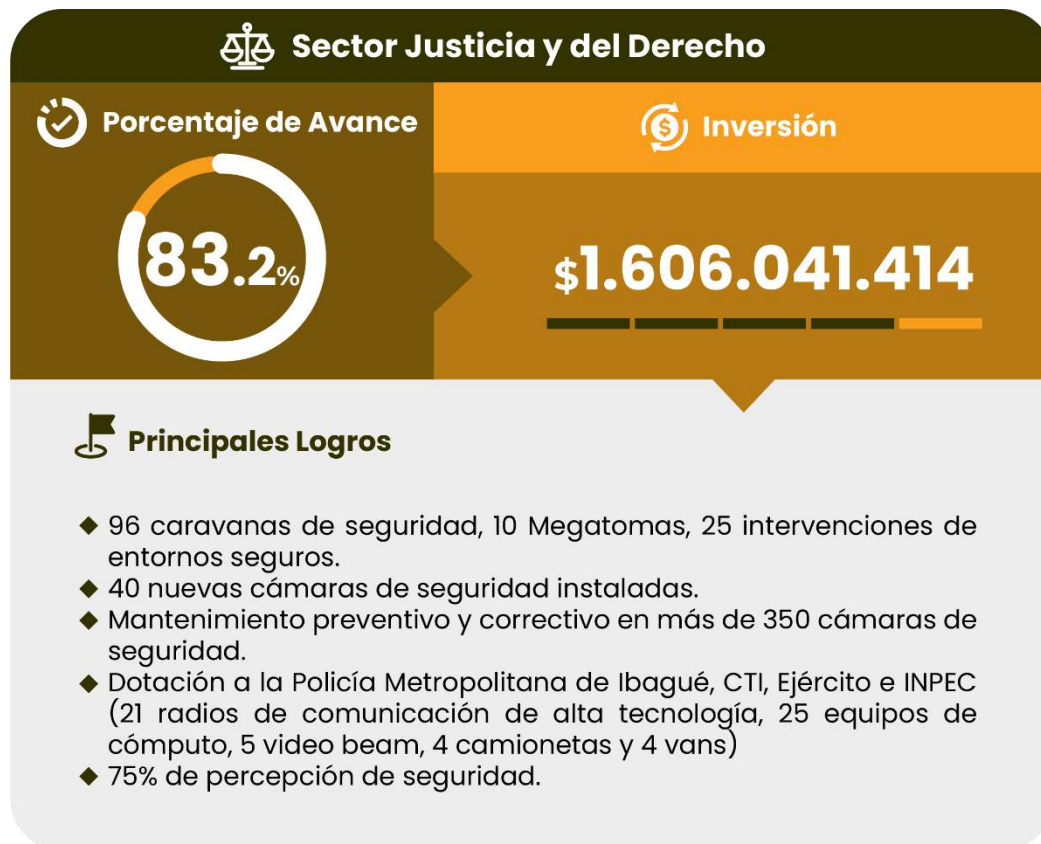 Sector Justicia y del Derecho
Porcentaje de Avance
83.2%
Inversión
$1.606.041.414
Principales Logros
◆ 96 caravanas de seguridad, 10 Megatomas, 25 intervenciones de
entornos seguros.
◆ 40 nuevas cámaras de seguridad instaladas.
◆ Mantenimiento preventivo y correctivo en más de 350 cámaras de
seguridad.
◆ Dotación a la Policía Metropolitana de Ibagué, CTI, Ejército e INPEC
(21 radios de comunicación de alta tecnología, 25 equipos de
cómputo, 5 video beam, 4 camionetas y 4 vans)
◆ 75% de percepción de seguridad.